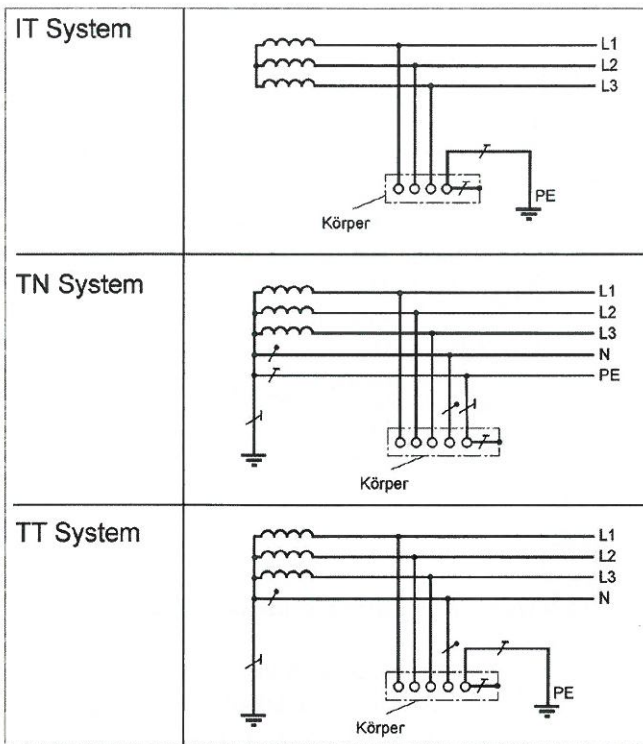 IT System
L1
L2
L3
PE
Körper
TN System
L1
L2
L3
N
PE
Körper
TT System
L1
L2
L3
N
PE
Körper